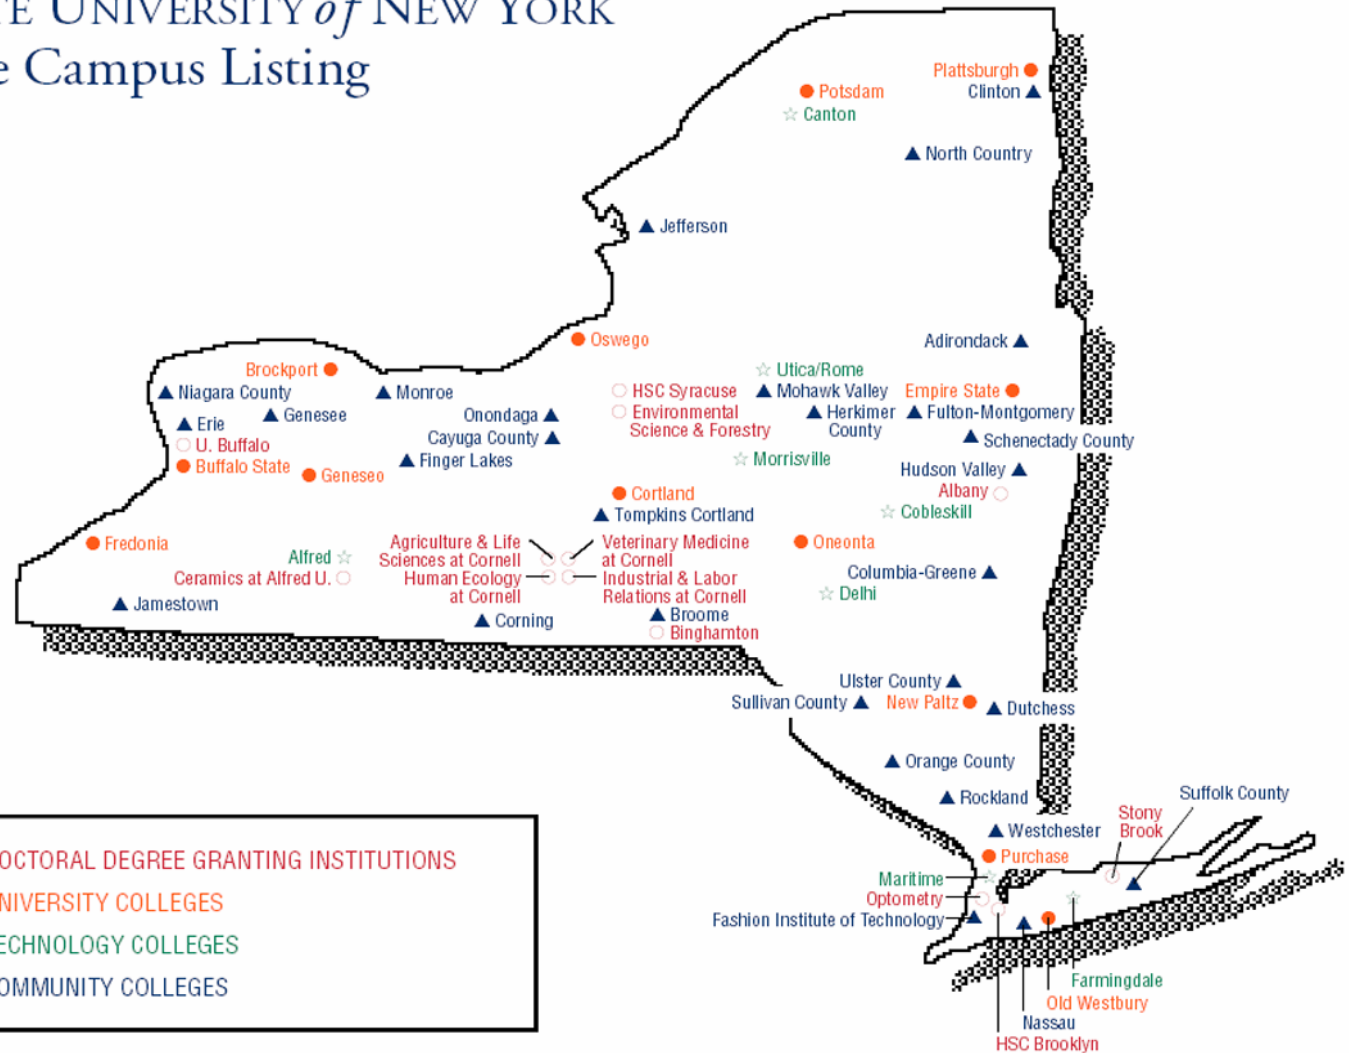 TE UNIVERSITY of NEW YORK
e Campus Listing
Plattsburgh
Clinton
Potsdam
Canton
North Country
Jefferson
Oswego
Adirondack
Brockport
Utica/Rome
Niagara County
Monroe
HSC Syracuse
Mohawk Valley
Empire State
Genesee
Onondaga
Environmental
Science & Forestry
Herkimer
County
Fulton-Montgomery
Erie
Cayuga County
Schenectady County
U. Buffalo
Finger Lakes
Morrisville
Buffalo State
Geneseo
Hudson Valley
Albany
Cortland
Cobleskill
Tompkins Cortland
Fredonia
Agriculture & Life
Sciences at Cornell
Veterinary Medicine
at Cornell
Oneonta
Alfred
Ceramics at Alfred U.
Human Ecology
at Cornell
Industrial & Labor
Relations at Cornell
Columbia-Greene
Delhi
Jamestown
Corning
Broome
Binghamton
Ulster County
Sullivan County
New Paltz
Dutchess
Orange County
Rockland
Suffolk County
Stony
Brook
Westchester
Purchase
Maritime
Optometry
Fashion Institute of Technology
Farmingdale
Old Westbury
Nassau
HSC Brooklyn
OCTORAL DEGREE GRANTING INSTITUTIONS
NIVERSITY COLLEGES
ECHNOLOGY COLLEGES
OMMUNITY COLLEGES